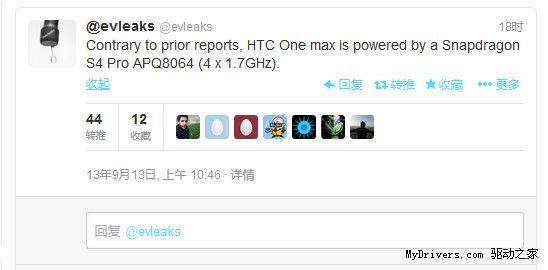 @evleaks @evleaks 18时
Contrary to prior reports, HTC One max is powered by a Snapdragon
S4 Pro APQ8064 (4 x 1.7GHz).
收起 回复 转推 收藏 更多
44 12
转推 收藏
13年9月13日, 上午 10:46 · 详情
回复 @evleaks
MyDrivers.com 驱动之家